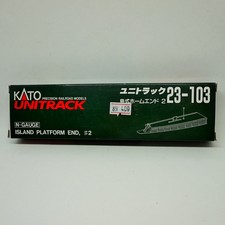 KATO
PRECISION RAILROAD MODELS
UNITRACK
ユニトラック 23-103
島式ホームエンド 2
N-GAUGE
ISLAND PLATFORM END, #2